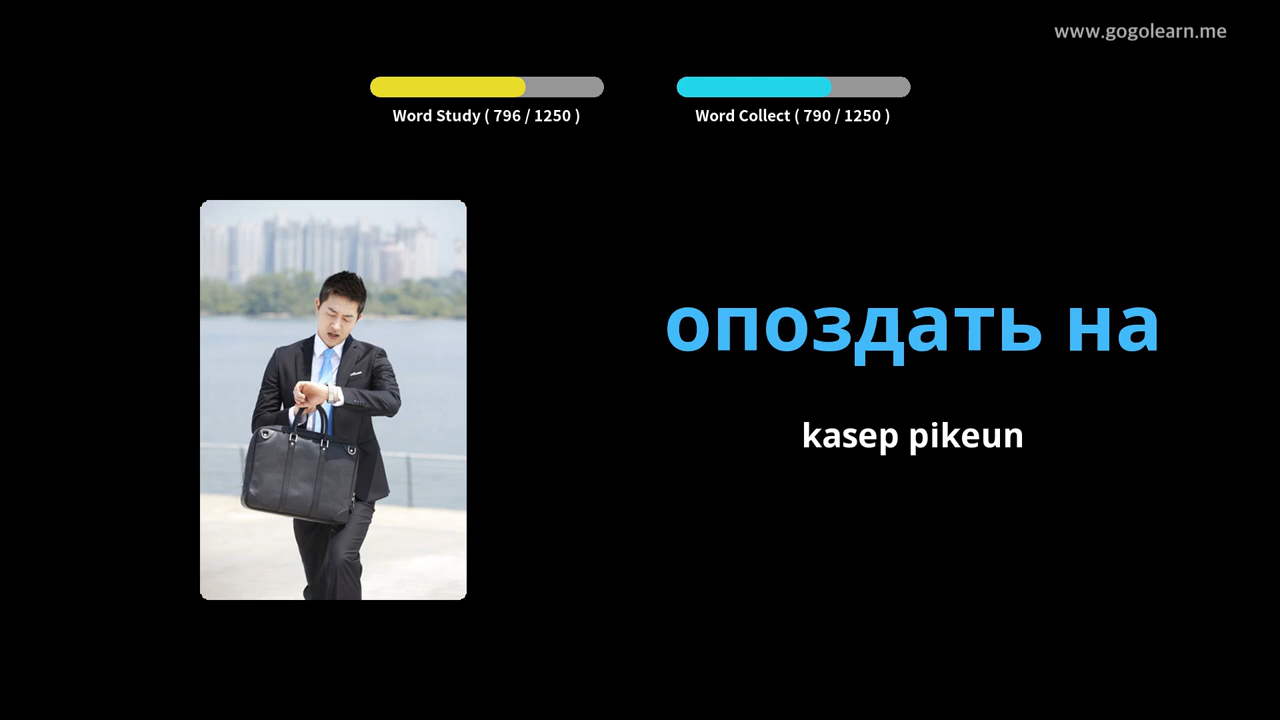 www.gogolearn.me
Word Study ( 796 / 1250 )
Word Collect ( 790 / 1250 )
опоздать на
kasep pikeun